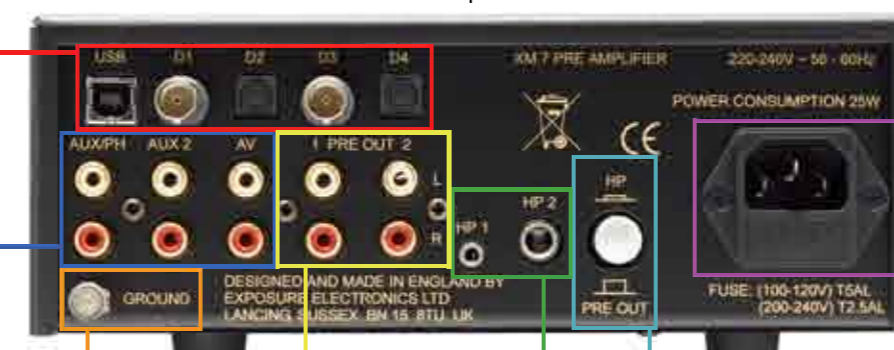 USB D1 D2 D3 D4
XM 7 PRE AMPLIFIER
220-240V ~ 50 - 60Hz
POWER CONSUMPTION 25W
AUX/PH AUX 2 AV 1 PRE OUT 2
L
R
HP 1
HP 2
HP
PRE OUT
GROUND
DESIGNED AND MADE IN ENGLAND BY
EXPOSURE ELECTRONICS LTD
LANCING SUSSEX BN 15 8TU UK
FUSE: (100-120V) T5AL
(200-240V) T2.5AL
CE